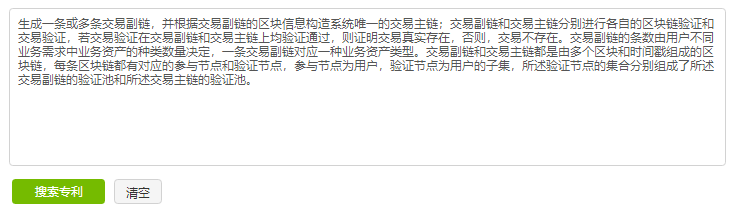 生成一条或多条交易副链，并根据交易副链的区块信息构造系统唯一的交易主链；交易副链和交易主链分别进行各自的区块链验证和
交易验证，若交易验证在交易副链和交易主链上均验证通过，则证明交易真实存在，否则，交易不存在。交易副链的条数由用户不同
业务需求中业务资产的种类数量决定，一条交易副链对应一种业务资产类型。交易副链和交易主链都是由多个区块和时间戳组成的区
块链，每条区块链都有对应的参与节点和验证节点，参与节点为用户，验证节点为用户的子集，所述验证节点的集合分别组成了所述
交易副链的验证池和所述交易主链的验证池。
搜索专利 清空